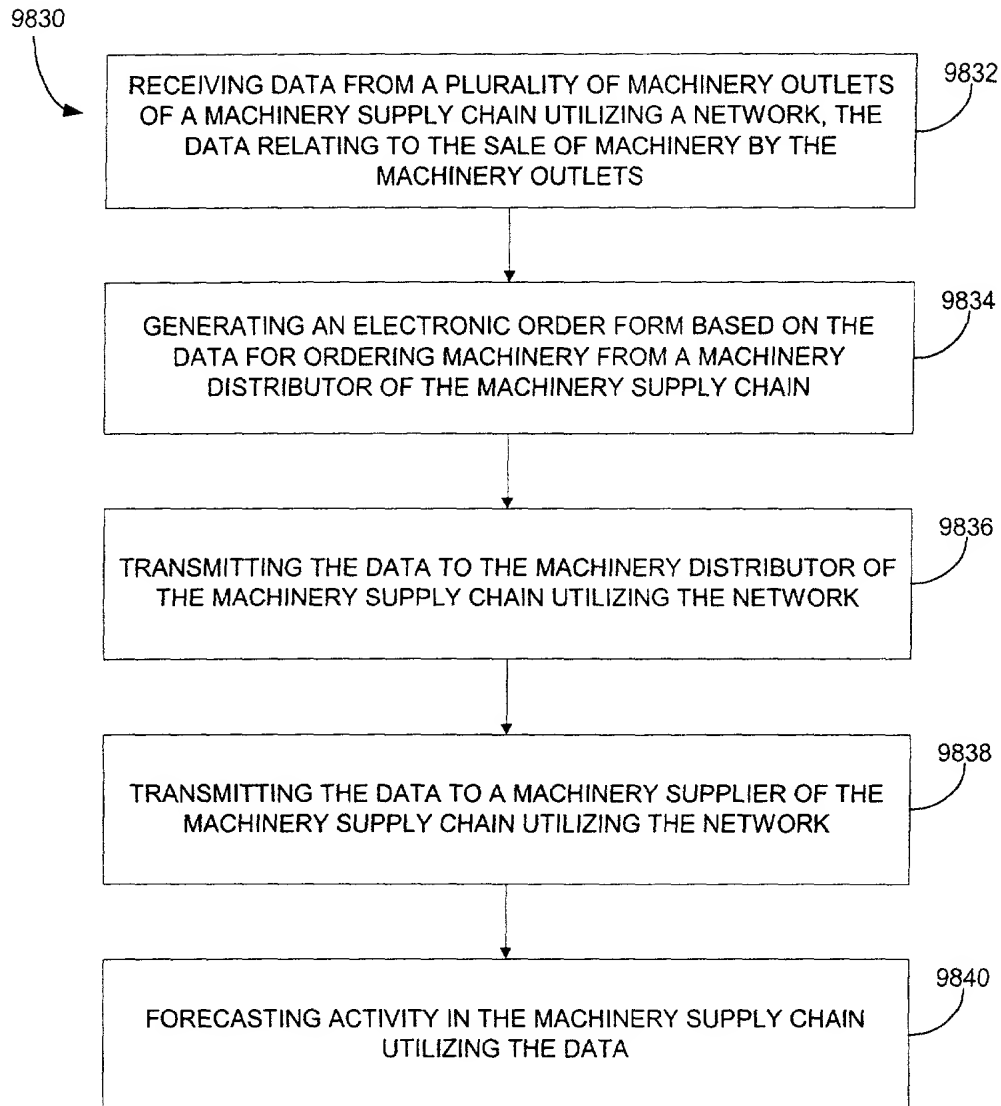 9830
RECEIVING DATA FROM A PLURALITY OF MACHINERY OUTLETS
OF A MACHINERY SUPPLY CHAIN UTILIZING A NETWORK, THE
DATA RELATING TO THE SALE OF MACHINERY BY THE
MACHINERY OUTLETS
9832
GENERATING AN ELECTRONIC ORDER FORM BASED ON THE
DATA FOR ORDERING MACHINERY FROM A MACHINERY
DISTRIBUTOR OF THE MACHINERY SUPPLY CHAIN
9834
TRANSMITTING THE DATA TO THE MACHINERY DISTRIBUTOR OF
THE MACHINERY SUPPLY CHAIN UTILIZING THE NETWORK
9836
TRANSMITTING THE DATA TO A MACHINERY SUPPLIER OF THE
MACHINERY SUPPLY CHAIN UTILIZING THE NETWORK
9838
FORECASTING ACTIVITY IN THE MACHINERY SUPPLY CHAIN
UTILIZING THE DATA
9840